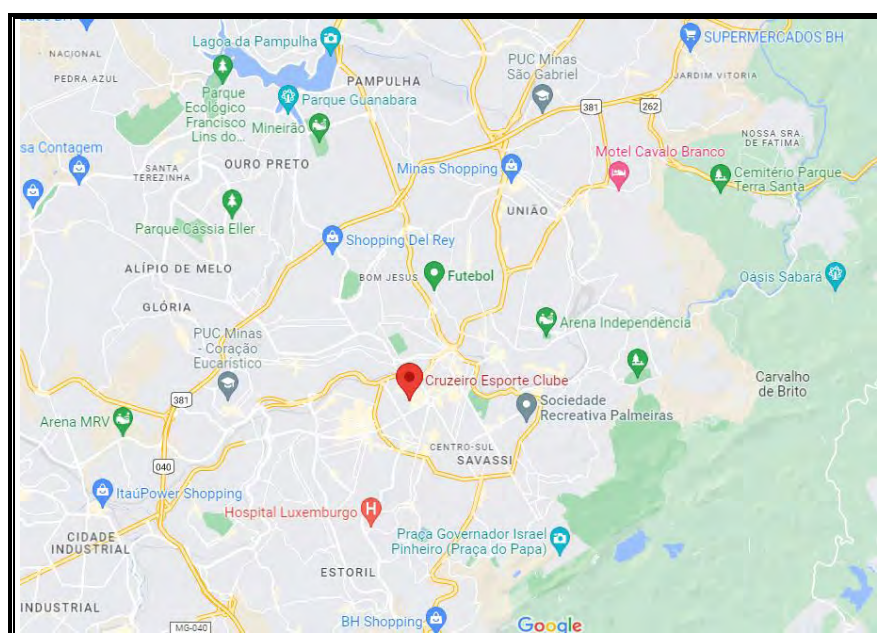 SUPERMERCADOS BH
Lagoa da Pampulha
NACIONAL
PEDRA AZUL
PAMPULHA
PUC Minas
São Gabriel
JARDIM VITORIA
Parque
Ecológico
Francisco
Lins do...
Parque Guanabara
Mineirão
381
262
NOSSA SRA.
DE FATIMA
sa Contagem
SANTA
TEREZINHA
OURO PRETO
Minas Shopping
Motel Cavalo Branco
Cemitério Parque
Terra Santa
Parque Cássia Eller
UNIÃO
Shopping Del Rey
ALÍPIO DE MELO
BOM JESUS
Futebol
Oasis Sabará
GLÓRIA
PUC Minas
- Coração
Eucarístico
Arena Independência
Cruzeiro Esporte Clube
Carvalho
de Brito
381
Sociedade
Recreativa Palmeiras
Arena MRV
CENTRO-SUL
SAVASSI
040
ItaúPower Shopping
Hospital Luxemburgo
CIDADE
INDUSTRIAL
Praça Governador Israel
Pinheiro (Praça do Papa)
ESTORIL
INDUSTRIAL
MG-040
BH Shopping
Google